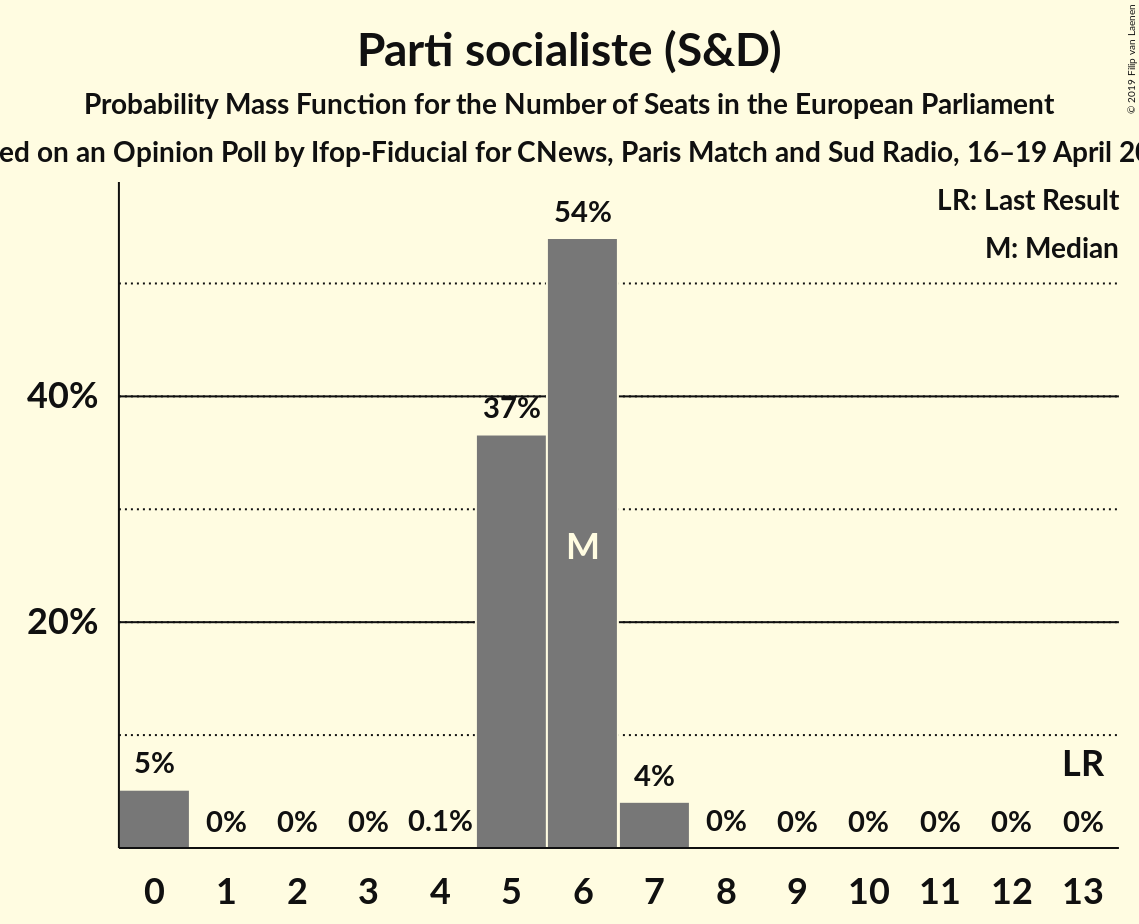 Parti socialiste (S&D)
Probability Mass Function for the Number of Seats in the European Parliament
ed on an Opinion Poll by Ifop-Fiducial for CNews, Paris Match and Sud Radio, 16–19 April 20
© 2019 Filip van Laenen
LR: Last Result
M: Median
54%
40%
37%
M
20%
LR
5%
4%
0% 0% 0% 0.1% 0% 0% 0% 0% 0% 0%
0 1 2 3 4 5 6 7 8 9 10 11 12 13